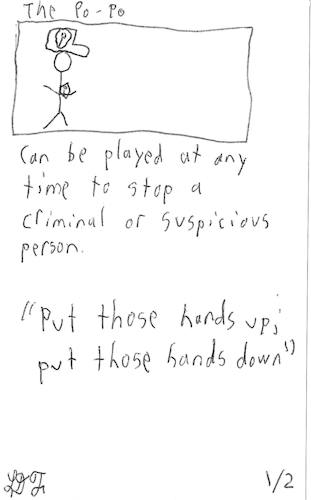 The Po-Po
P
Can be played at any
time to stop a
criminal or suspicious
person.
"Put those hands up;
put those hands down"
1/2